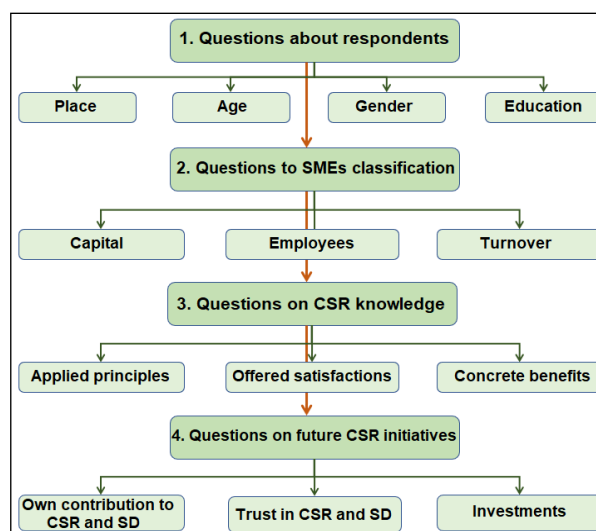 1. Questions about respondents
Place
Age
Gender
Education
2. Questions to SMEs classification
Capital
Employees
Turnover
3. Questions on CSR knowledge
Applied principles
Offered satisfactions
Concrete benefits
4. Questions on future CSR initiatives
Own contribution to
CSR and SD
Trust in CSR and SD
Investments